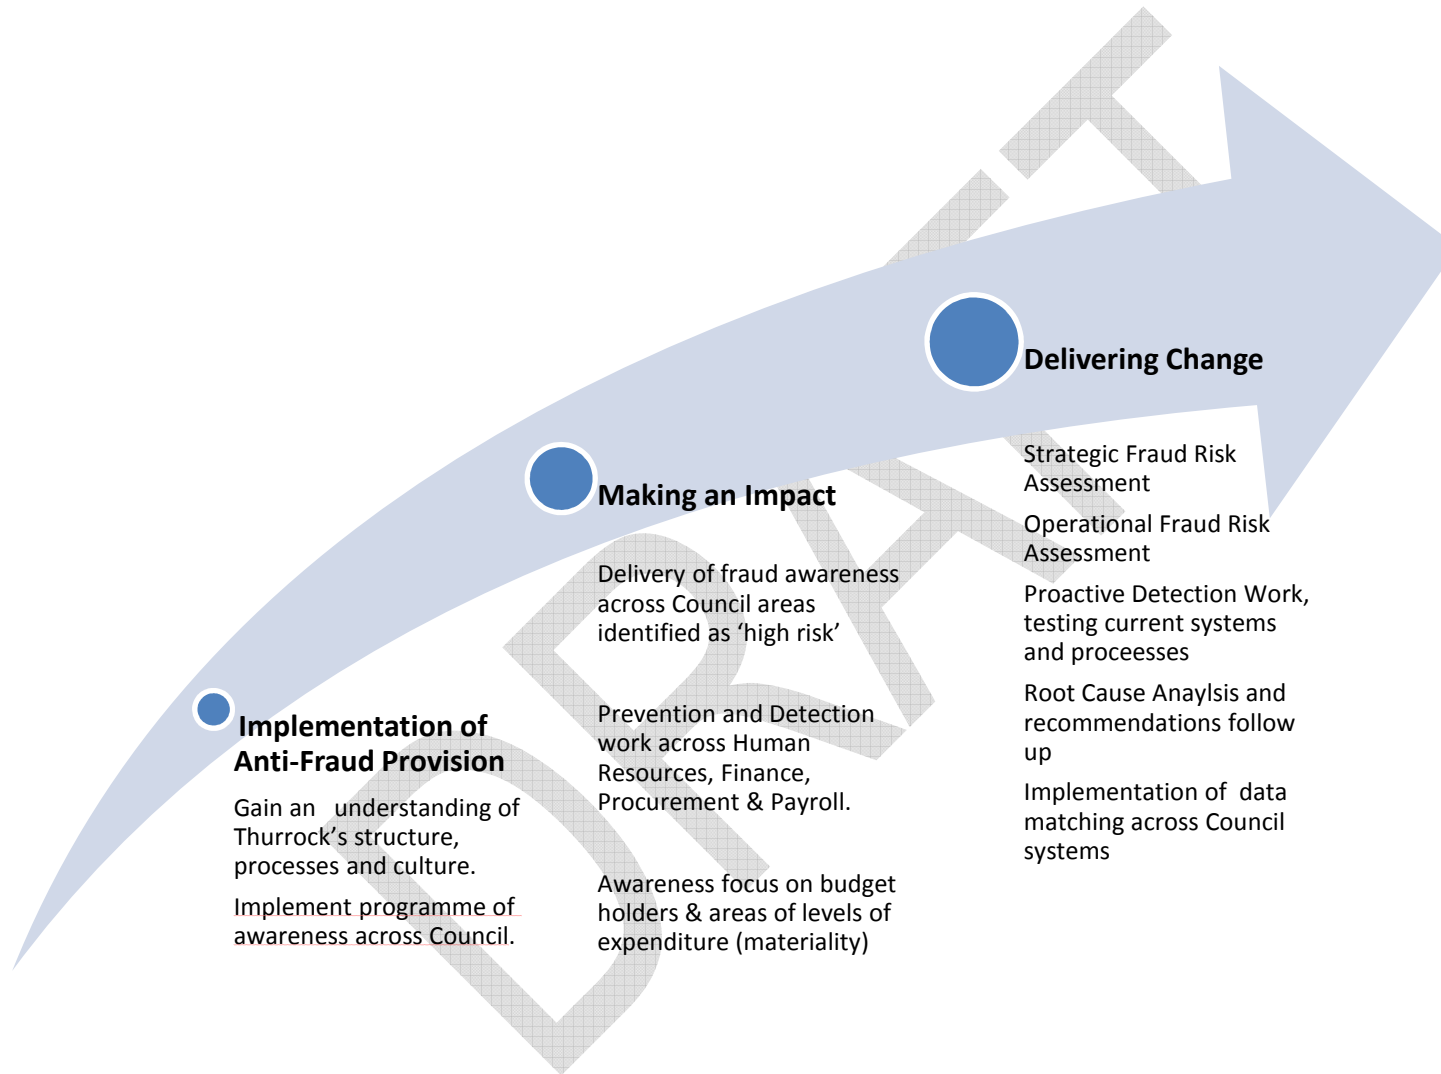 DRAFT
Implementation of
Anti-Fraud Provision
Gain an   understanding of
Thurrock’s structure,
processes and culture.
Implement programme of
awareness across Council.
Making an Impact
Delivery of fraud awareness
across Council areas
identified as ‘high risk’
Prevention and Detection
work across Human
Resources, Finance,
Procurement & Payroll.
Awareness focus on budget
holders & areas of levels of
expenditure (materiality)
Delivering Change
Strategic Fraud Risk
Assessment
Operational Fraud Risk
Assessment
Proactive Detection Work,
testing current systems
and proceesses
Root Cause Anaylsis and
recommendations follow
up
Implementation of  data
matching across Council
systems